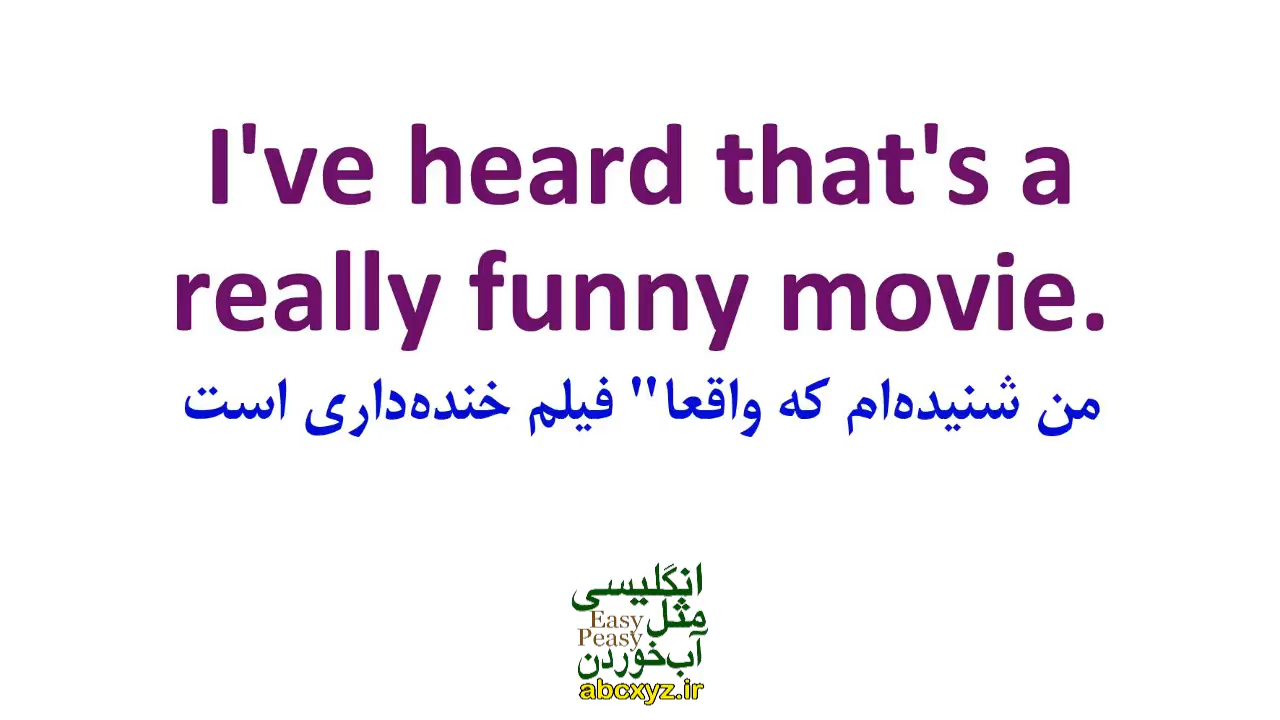 I've heard that's a
really funny movie.
من شنیده‌ام که واقعا" فیلم خنده‌داری است
انگلیسی
مثل
Easy
Peasy
آب‌خوردن
abcxyz.ir